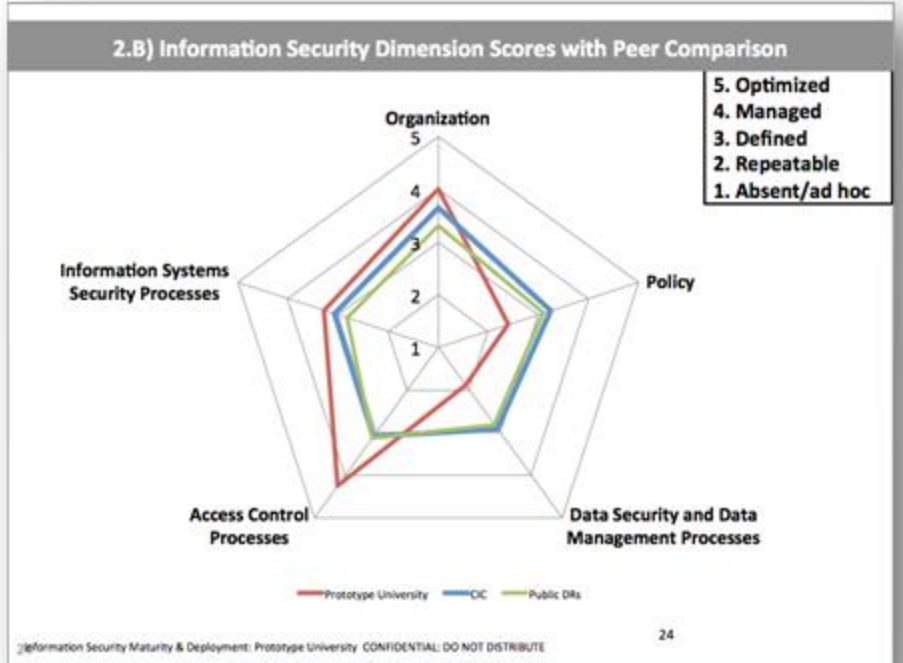 2.B) Information Security Dimension Scores with Peer Comparison
5. Optimized
4. Managed
3. Defined
2. Repeatable
1. Absent/ad hoc
Organization
5
4
3
2
1
Information Systems
Security Processes
Policy
Access Control
Processes
Data Security and Data
Management Processes
Prototype University CIC Public DRs
24
Information Security Maturity & Deployment: Prototype University CONFIDENTIAL: DO NOT DISTRIBUTE